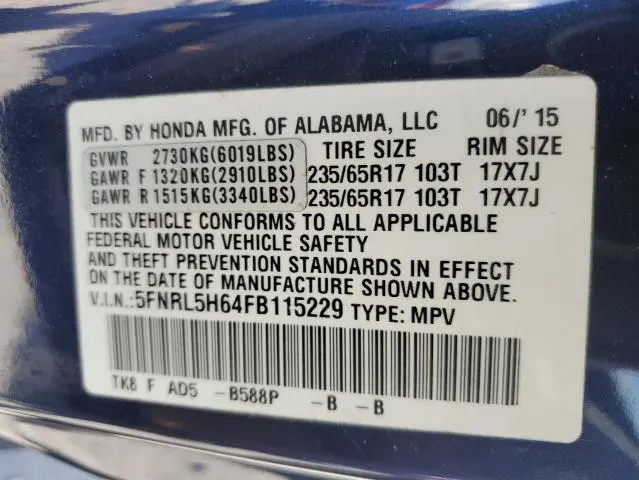 MFD. BY HONDA MFG. OF ALABAMA, LLC 06/'15
GVWR 2730KG(6019LBS) TIRE SIZE RIM SIZE
GAWR F 1320KG(2910LBS) 235/65R17 103T 17X7J
GAWR R 1515KG(3340LBS) 235/65R17 103T 17X7J
THIS VEHICLE CONFORMS TO ALL APPLICABLE
FEDERAL MOTOR VEHICLE SAFETY
AND THEFT PREVENTION STANDARDS IN EFFECT
ON THE DATE OF MANUFACTURE SHOWN ABOVE.
V.I.N.:5FNRL5H64FB115229 TYPE: MPV
TK8 F AD5 -B588P -B -B